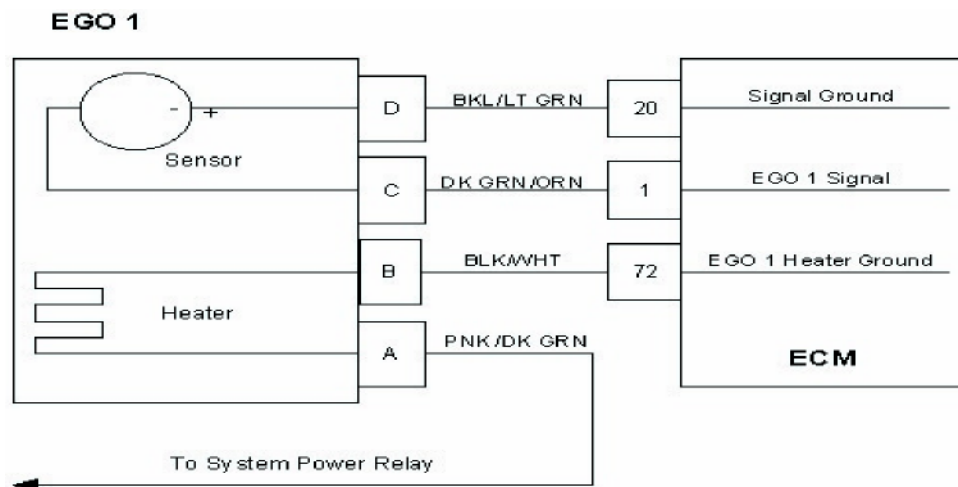 EGO 1
D BKL/LT GRN 20 Signal Ground
- +
Sensor
C DK GRN/ORN 1 EGO 1 Signal
B BLK/WHT 72 EGO 1 Heater Ground
Heater
A PNK/DK GRN
ECM
To System Power Relay